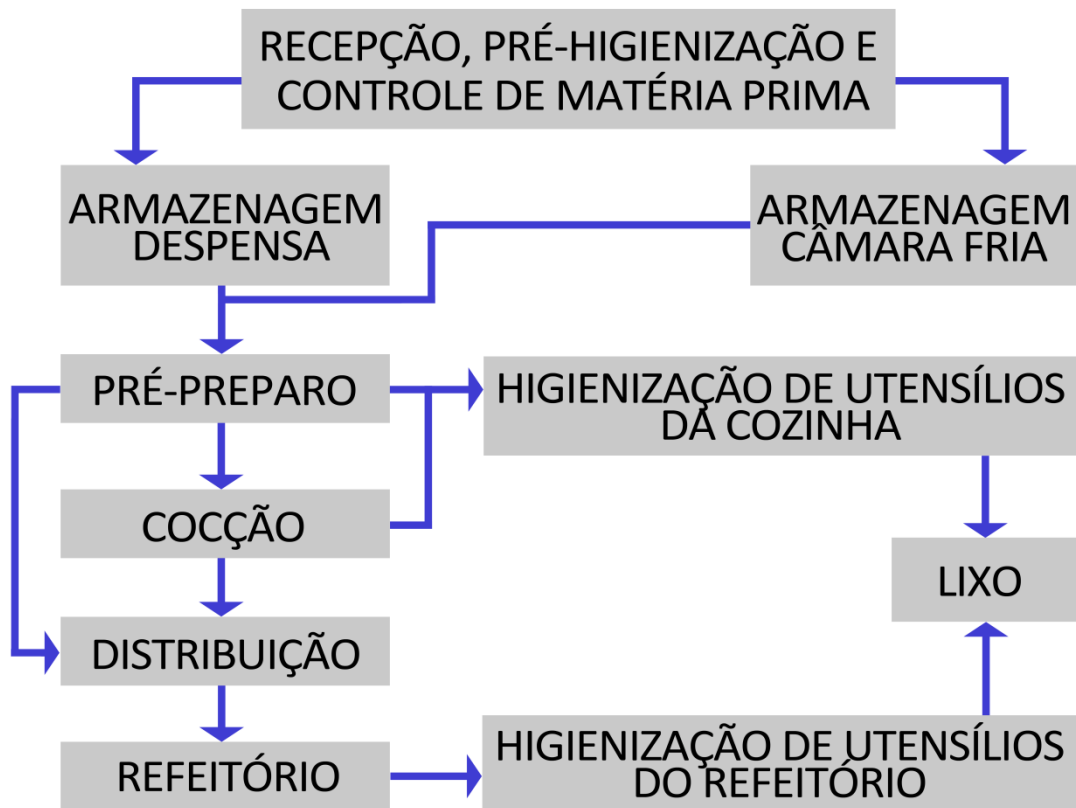 RECEPÇÃO, PRÉ-HIGIENIZAÇÃO E
CONTROLE DE MATÉRIA PRIMA
ARMAZENAGEM
DESPENSA
ARMAZENAGEM
CÂMARA FRIA
PRÉ-PREPARO
HIGIENIZAÇÃO DE UTENSÍLIOS
DA COZINHA
COCÇÃO
LIXO
DISTRIBUIÇÃO
REFEITÓRIO
HIGIENIZAÇÃO DE UTENSÍLIOS
DO REFEITÓRIO